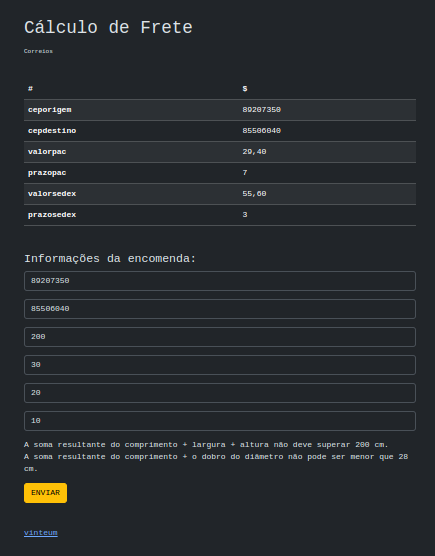 Cálculo de Frete
Correios
# $
ceporigem 89207350
cepdestino 85506040
valorpac 29,40
prazopac 7
valorsedex 55,60
prazosedex 3
Informações da encomenda:
89207350
85506040
200
30
20
10
A soma resultante do comprimento + largura + altura não deve superar 200 cm.
A soma resultante do comprimento + o dobro do diâmetro não pode ser menor que 28
cm.
ENVIAR
vinteum